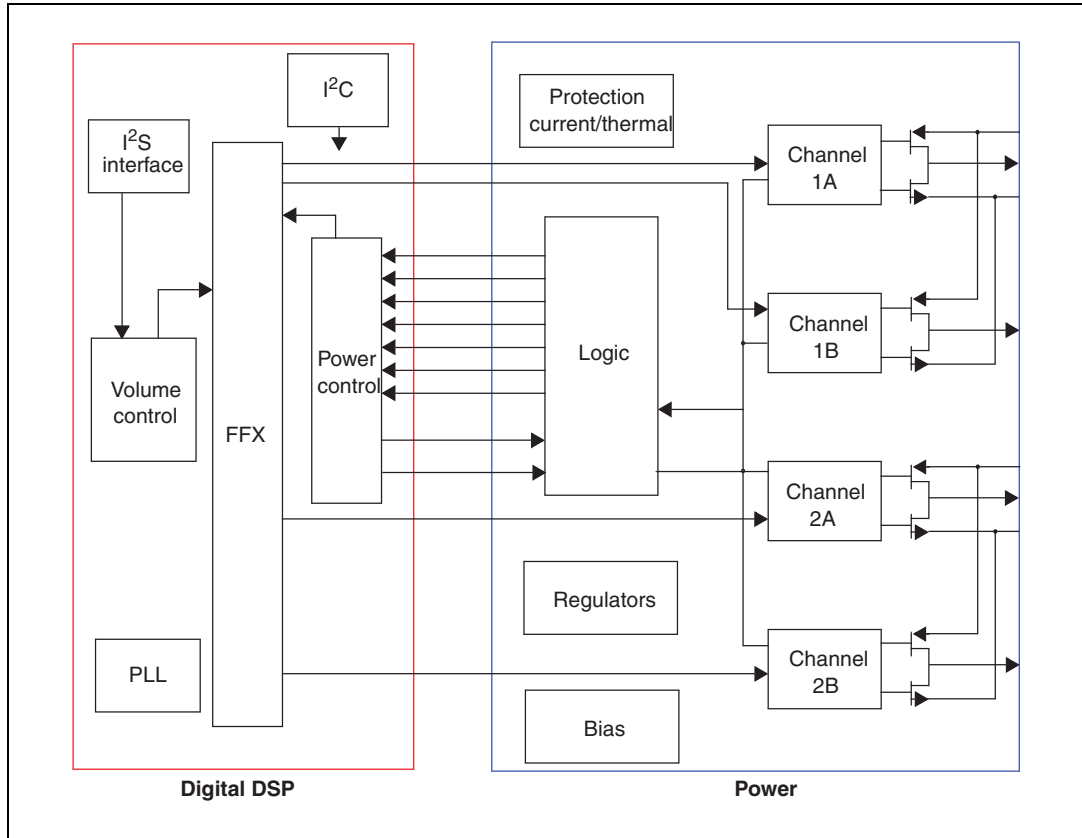 I²C
I²S
interface
Volume
control
FFX
Power
control
PLL
Digital DSP
Protection
current/thermal
Logic
Regulators
Bias
Channel
1A
Channel
1B
Channel
2A
Channel
2B
Power